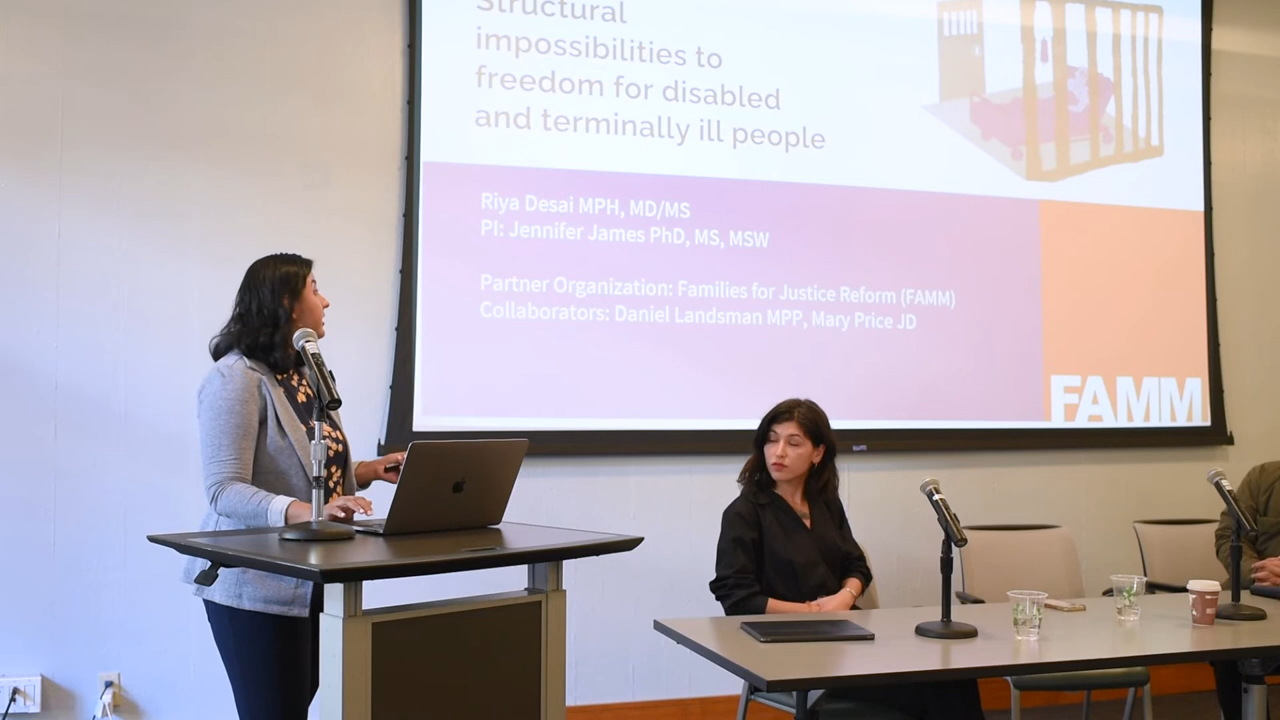 Structural
impossibilities to
freedom for disabled
and terminally ill people
Riya Desai MPH, MD/MS
PI: Jennifer James PhD, MS, MSW
Partner Organization: Families for Justice Reform (FAMM)
Collaborators: Daniel Landsman MPP, Mary Price JD
FAMM